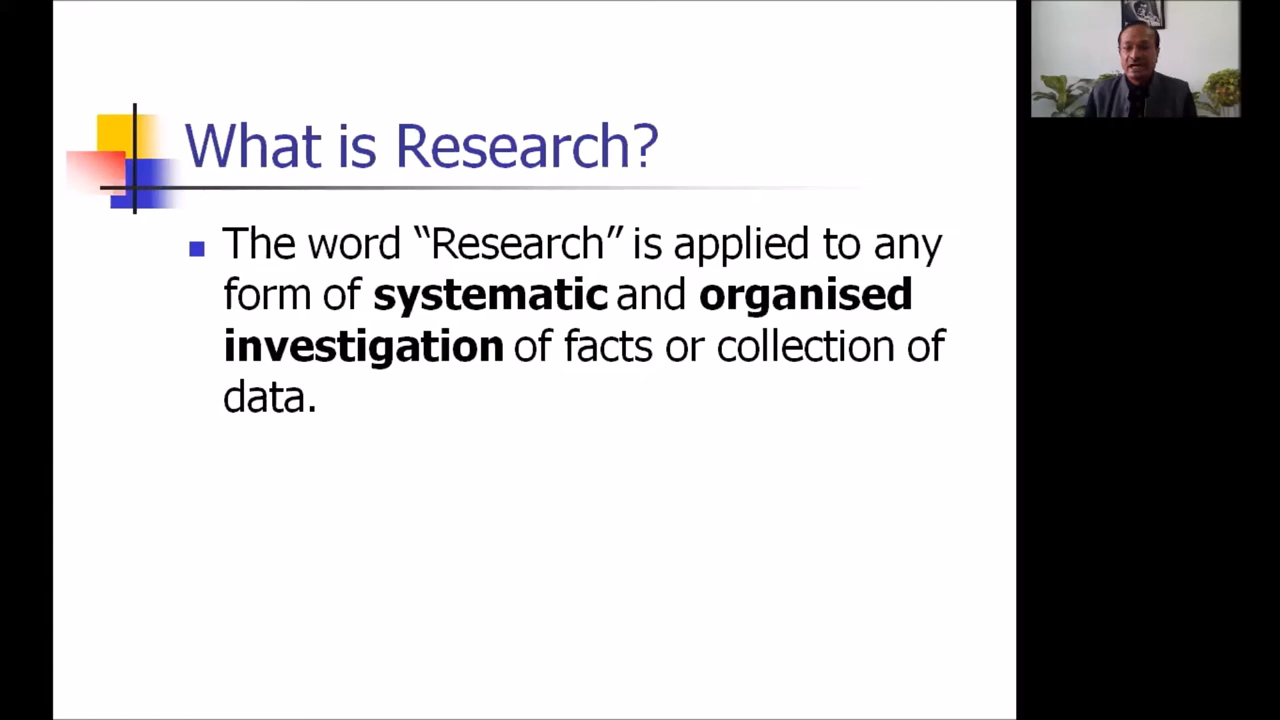 What is Research?
The word “Research” is applied to any
form of systematic and organised
investigation of facts or collection of
data.